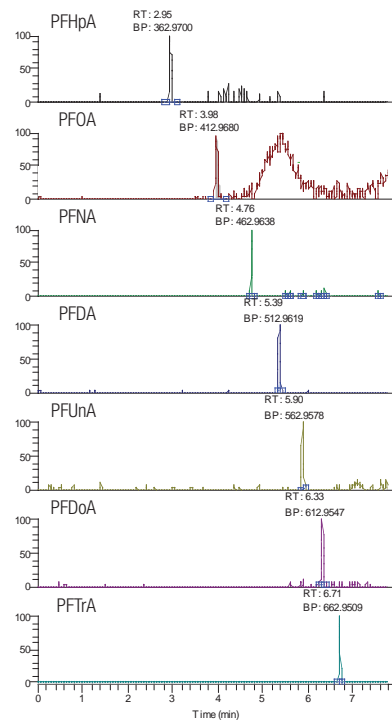 PFHpA
RT: 2.95
BP: 362.9700
100
50
0
PFOA
RT: 3.98
BP: 412.9680
100
50
0
PFNA
RT: 4.76
BP: 462.9638
100
50
0
PFDA
RT: 5.39
BP: 512.9619
100
50
0
PFUnA
RT: 5.90
BP: 562.9578
100
50
0
PFDoA
RT: 6.33
BP: 612.9547
100
50
0
PFTrA
RT: 6.71
BP: 662.9509
100
50
0
0 1 2 3 4 5 6 7
Time (min)